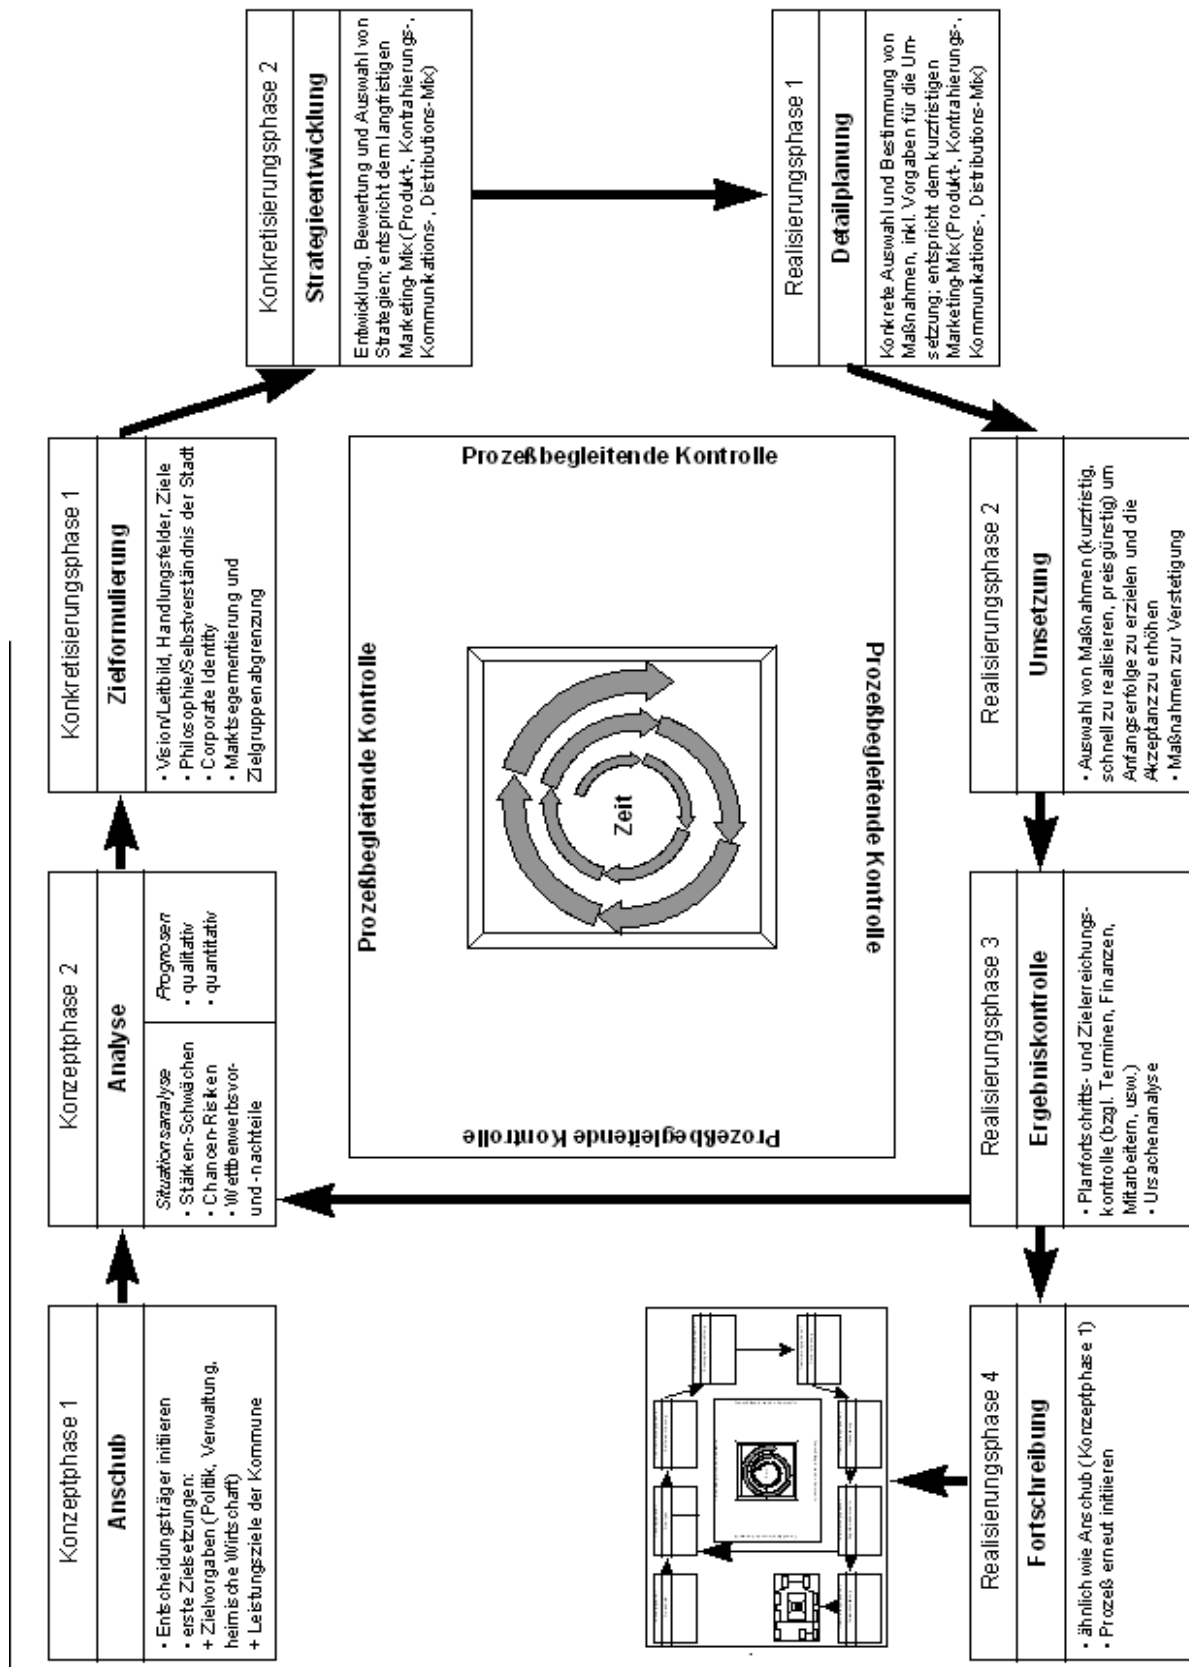 Konzeptphase 1
Anschub
• Entscheidungsträger initiieren
• erste Zielsetzungen:
+ Zielvorgaben (Politik, Verwaltung,
heimische Wirtschaft)
+ Leistungsziele der Kommune
Konzeptphase 2
Analyse
Situationsanalyse
• Stärken-Schwächen
• Chancen-Risiken
• Wettbewerbsvor-
und -nachteile
Prognosen
• qualitativ
• quantitativ
Konkretisierungsphase 1
Zielformulierung
• Vision/Leitbild, Handlungsfelder, Ziele
• Philosophie/Selbstverständnis der Stadt
• Corporate Identity
• Marktsegementierung und
Zielgruppenabgrenzung
Konkretisierungsphase 2
Strategieentwicklung
Entwicklung, Bewertung und Auswahl von
Strategien; entspricht dem langfristigen
Marketing-Mix (Produkt-, Kontrahierungs-,
Kommunikations-, Distributions-Mix)
Realisierungsphase 1
Detailplanung
Konkrete Auswahl und Bestimmung von
Maßnahmen, inkl. Vorgaben für die Um-
setzung; entspricht dem kurzfristigen
Marketing-Mix (Produkt-, Kontrahierungs-,
Kommunikations-, Distributions-Mix)
Realisierungsphase 2
Umsetzung
• Auswahl von Maßnahmen (kurzfristig,
schnell zu realisieren, preisgünstig) um
Anfangserfolge zu erzielen und die
Akzeptanz zu erhöhen
• Maßnahmen zur Verstetigung
Realisierungsphase 3
Ergebniskontrolle
• Planfortschritts- und Zielerreichungs-
kontrolle (bzgl. Terminen, Finanzen,
Mitarbeitern, usw.)
• Ursachenanalyse
Realisierungsphase 4
Fortschreibung
• ähnlich wie Anschub (Konzeptphase 1)
• Prozeß erneut initiieren
Prozeßbegleitende Kontrolle
Prozeßbegleitende Kontrolle
Prozeßbegleitende Kontrolle
Prozeßbegleitende Kontrolle
Zeit